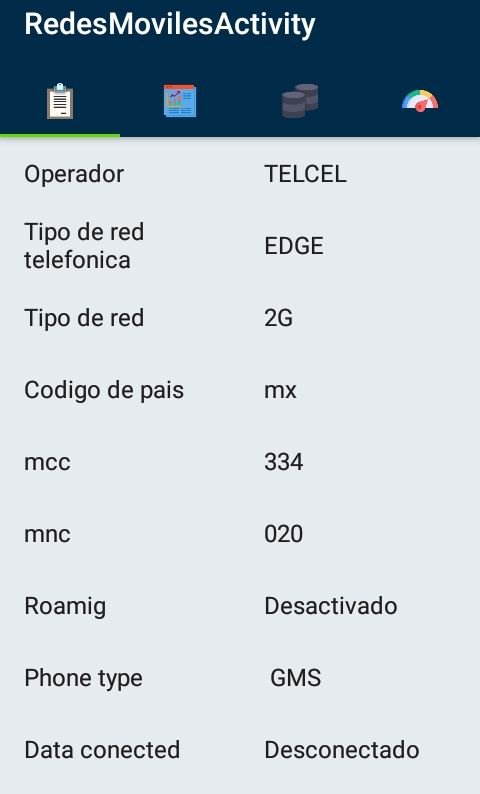 RedesMovilesActivity
Operador TELCEL
Tipo de red
telefonica EDGE
Tipo de red 2G
Codigo de pais mx
mcc 334
mnc 020
Roamig Desactivado
Phone type GMS
Data conected Desconectado